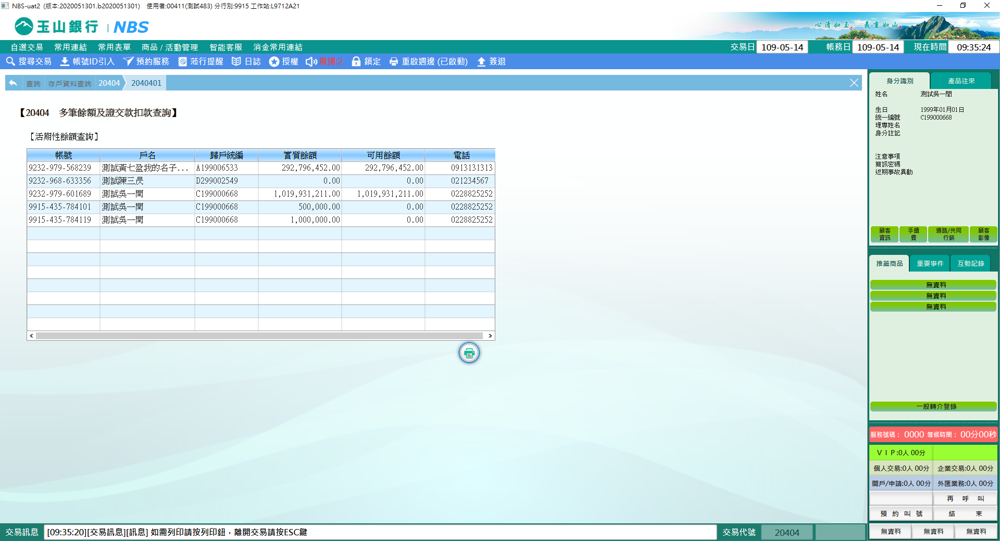 NBS-uat2 (版本:2020051301.b2020051301) 使用者:00411(測試483) 分行別:9915 工作站:L9712A21
玉山銀行 | NBS
心清如玉 義重如山
自選交易 常用連結 常用表單 商品 / 活動管理 智能客服 消金常用連結 交易日 109-05-14 帳務日 109-05-14 現在時間 09:35:24
搜尋交易 帳號ID引入 預約服務 蒞行提醒 日誌 授權 廣播:2 鎖定 重啟週邊 (已啟動) 簽退
查詢 存戶資料查詢 20404 2040401
【20404 多筆餘額及證交款扣款查詢】
【活期性餘額查詢】
帳號 戶名 歸戶統編 實質餘額 可用餘額 電話
9232-979-568239 測試黃七盈我的名子... A199006533 292,796,452.00 292,796,452.00 0913131313
9232-968-633356 測試陳三昃 D299002549 0.00 0.00 021234567
9232-979-601689 測試吳一閨 C199000668 1,019,931,211.00 1,019,931,211.00 0228825252
9915-435-784101 測試吳一閨 C199000668 500,000.00 0.00 0228825252
9915-435-784119 測試吳一閨 C199000668 1,000,000.00 0.00 0228825252
身分識別 產品往來
姓名 測試吳一閨
生日 1999年01月01日
統一編號 C199000668
理專姓名
身分註記
注意事項
簡訊密碼
近期事故異動
顧客資訊 手續費 通路/共同行銷 顧客影像
推薦商品 重要事件 互動記錄
無資料
無資料
無資料
一般轉介登錄
服務號碼： 0000 等候時間： 00分00秒
ＶＩＰ:0人 00分
個人交易:0人 00分 企業交易:0人 00分
開戶/申請:0人 00分 外匯業務:0人 00分
再 呼 叫
預 約 叫 號 結 束
無資料 無資料 無資料
交易訊息 [09:35:20][交易訊息][訊息] 如需列印請按列印鈕，離開交易請按ESC鍵 交易代號 20404